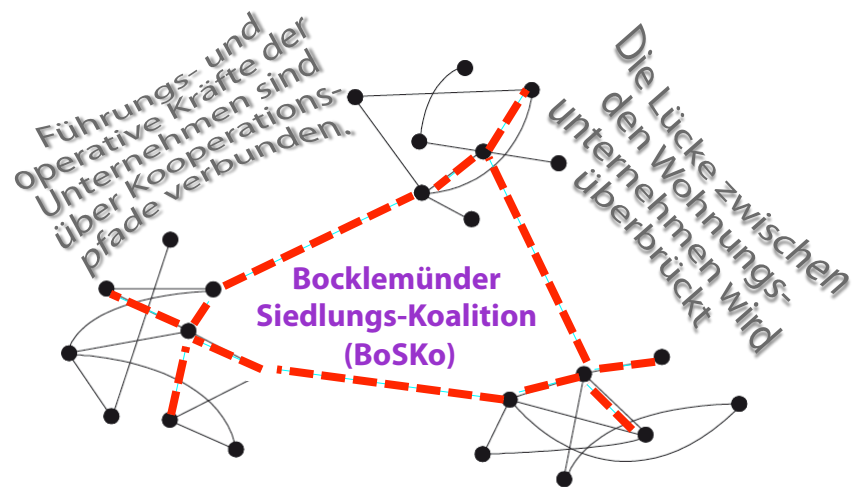 Führungs- und
operative Kräfte der
Unternehmen sind
über Kooperations-
pfade verbunden.
Die Lücke zwischen
den Wohnungs-
unternehmen wird
überbrückt
Bocklemünder
Siedlungs-Koalition
(BoSKo)